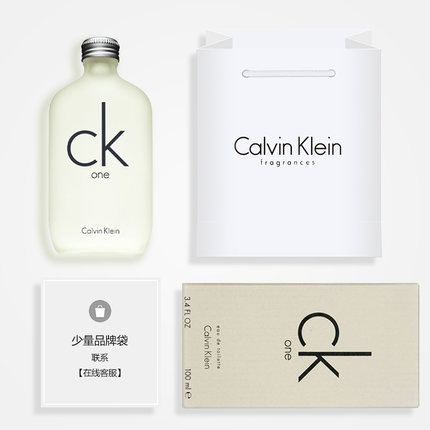 ck
one
Calvin Klein
Calvin Klein
fragrances
少量品牌袋
联系
【在线客服】
3.4 FL OZ
100 ml e
eau de toilette
Calvin Klein
ck
one